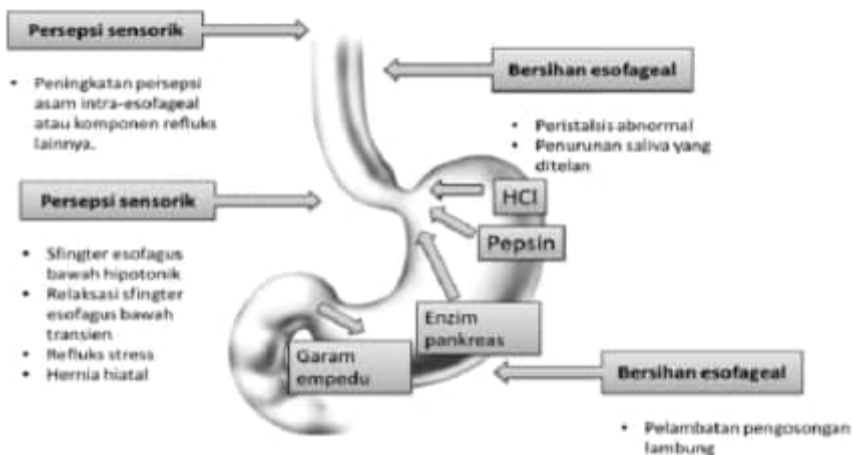 Persepsi sensorik
• Peningkatan persepsi
asam intra-esofageal
atau komponen refluks
lainnya.
Bersihan esofageal
• Peristalsis abnormal
• Penurunan saliva yang
ditelan
Persepsi sensorik
• Sfingter esofagus
bawah hipotonik
• Relaksasi sfingter
esofagus bawah
transien
• Refluks stress
• Hernia hiatal
HCl
Pepsin
Enzim
pankreas
Garam
empedu
Bersihan esofageal
• Pelambatan pengosongan
lambung